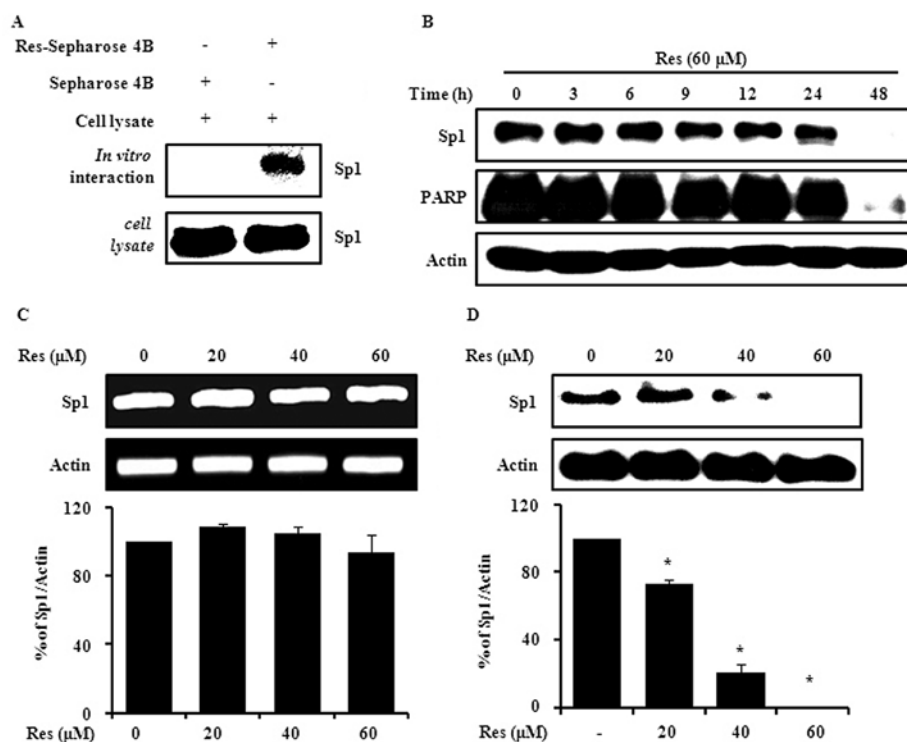 A
Res-Sepharose 4B - +
Sepharose 4B + -
Cell lysate + +
In vitro
interaction
Sp1
cell
lysate
Sp1
B
Res (60 μM)
Time (h) 0 3 6 9 12 24 48
Sp1
PARP
Actin
C
Res (μM) 0 20 40 60
Sp1
Actin
% of Sp1/Actin
120
80
40
0
0 20 40 60
Res (μM)
D
Res (μM) 0 20 40 60
Sp1
Actin
% of Sp1/Actin
120
80
40
0
* * *
- 20 40 60
Res (μM)